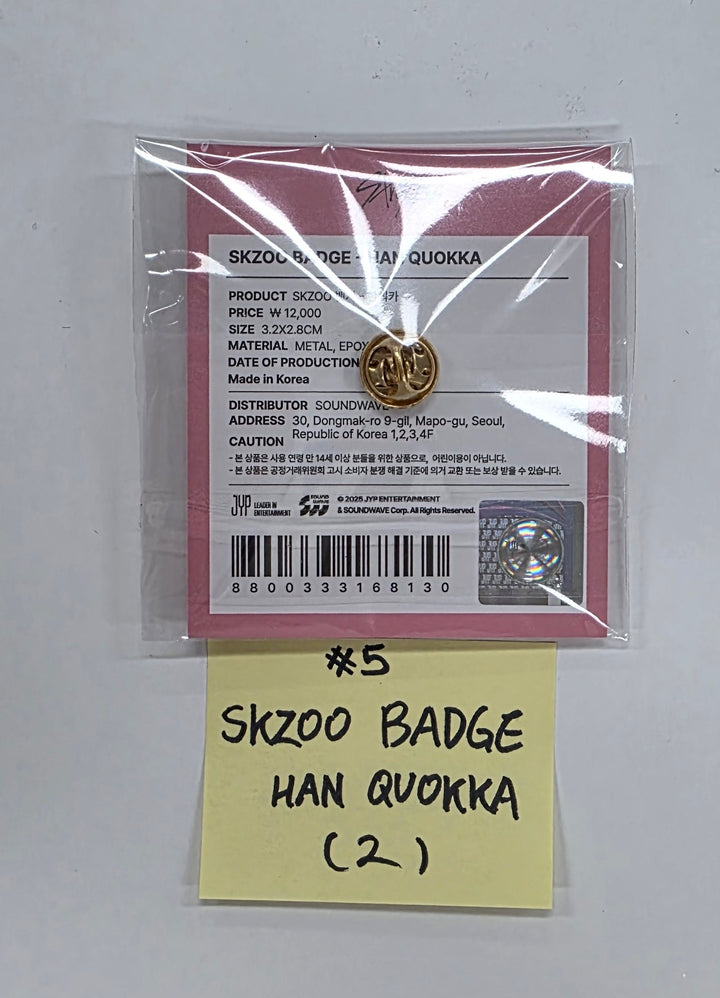 SKZOO BADGE - HAN QUOKKA
PRODUCT SKZOO
PRICE ₩ 12,000
SIZE 3.2X2.8CM
MATERIAL METAL, EPOXY
DATE OF PRODUCTION
Made in Korea
DISTRIBUTOR SOUNDWAVE
ADDRESS 30, Dongmak-ro 9-gil, Mapo-gu, Seoul,
Republic of Korea 1,2,3,4F
CAUTION
- 본 상품은 사용 연령 만 14세 이상 분들을 위한 상품으로, 어린이용이 아닙니다.
- 본 상품은 공정거래위원회 고시 소비자 분쟁 해결 기준에 의거 교환 또는 보상 받을 수 있습니다.
JYP LEADER IN ENTERTAINMENT SOUND WAVE SW © 2025 JYP ENTERTAINMENT
& SOUNDWAVE Corp. All Rights Reserved.
8800333168130
#5
SKZOO BADGE
HAN QUOKKA
(2)